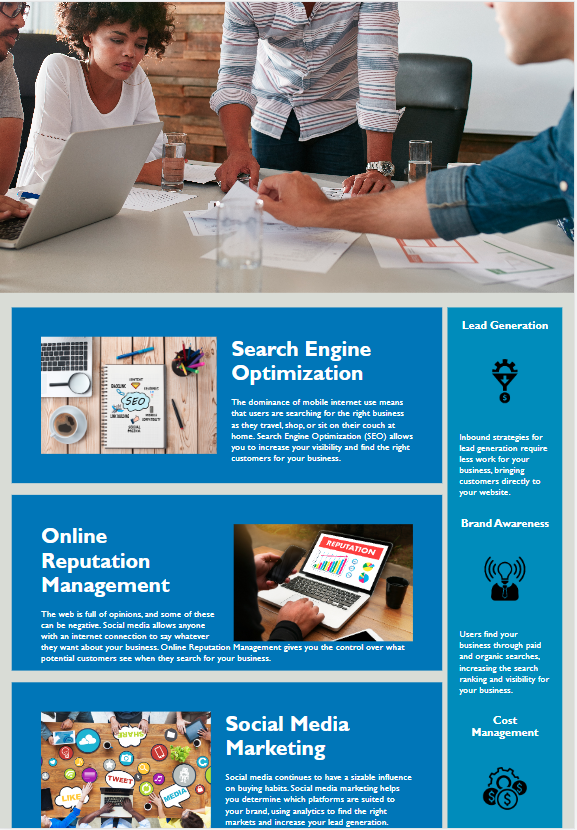 Search Engine
Optimization
The dominance of mobile internet use means
that users are searching for the right business
as they travel, shop, or sit on their couch at
home. Search Engine Optimization (SEO) allows
you to increase your visibility and find the right
customers for your business.
SEO
CONTENT
BACKLINK
LINK BUILDING
SOCIAL
MEDIA
Online
Reputation
Management
The web is full of opinions, and some of these
can be negative. Social media allows anyone
with an internet connection to say whatever
they want about your business. Online Reputation Management gives you the control over what
potential customers see when they search for your business.
REPUTATION
Social Media
Marketing
Social media continues to have a sizable influence
on buying habits. Social media marketing helps
you determine which platforms are suited to
your brand, using analytics to find the right
markets and increase your lead generation.
SHARE
TWEET
LIKE
MEDIA
Lead Generation
$
Inbound strategies for
lead generation require
less work for your
business, bringing
customers directly to
your website.
Brand Awareness
Users find your
business through paid
and organic searches,
increasing the search
ranking and visibility for
your business.
Cost
Management
$
$
$